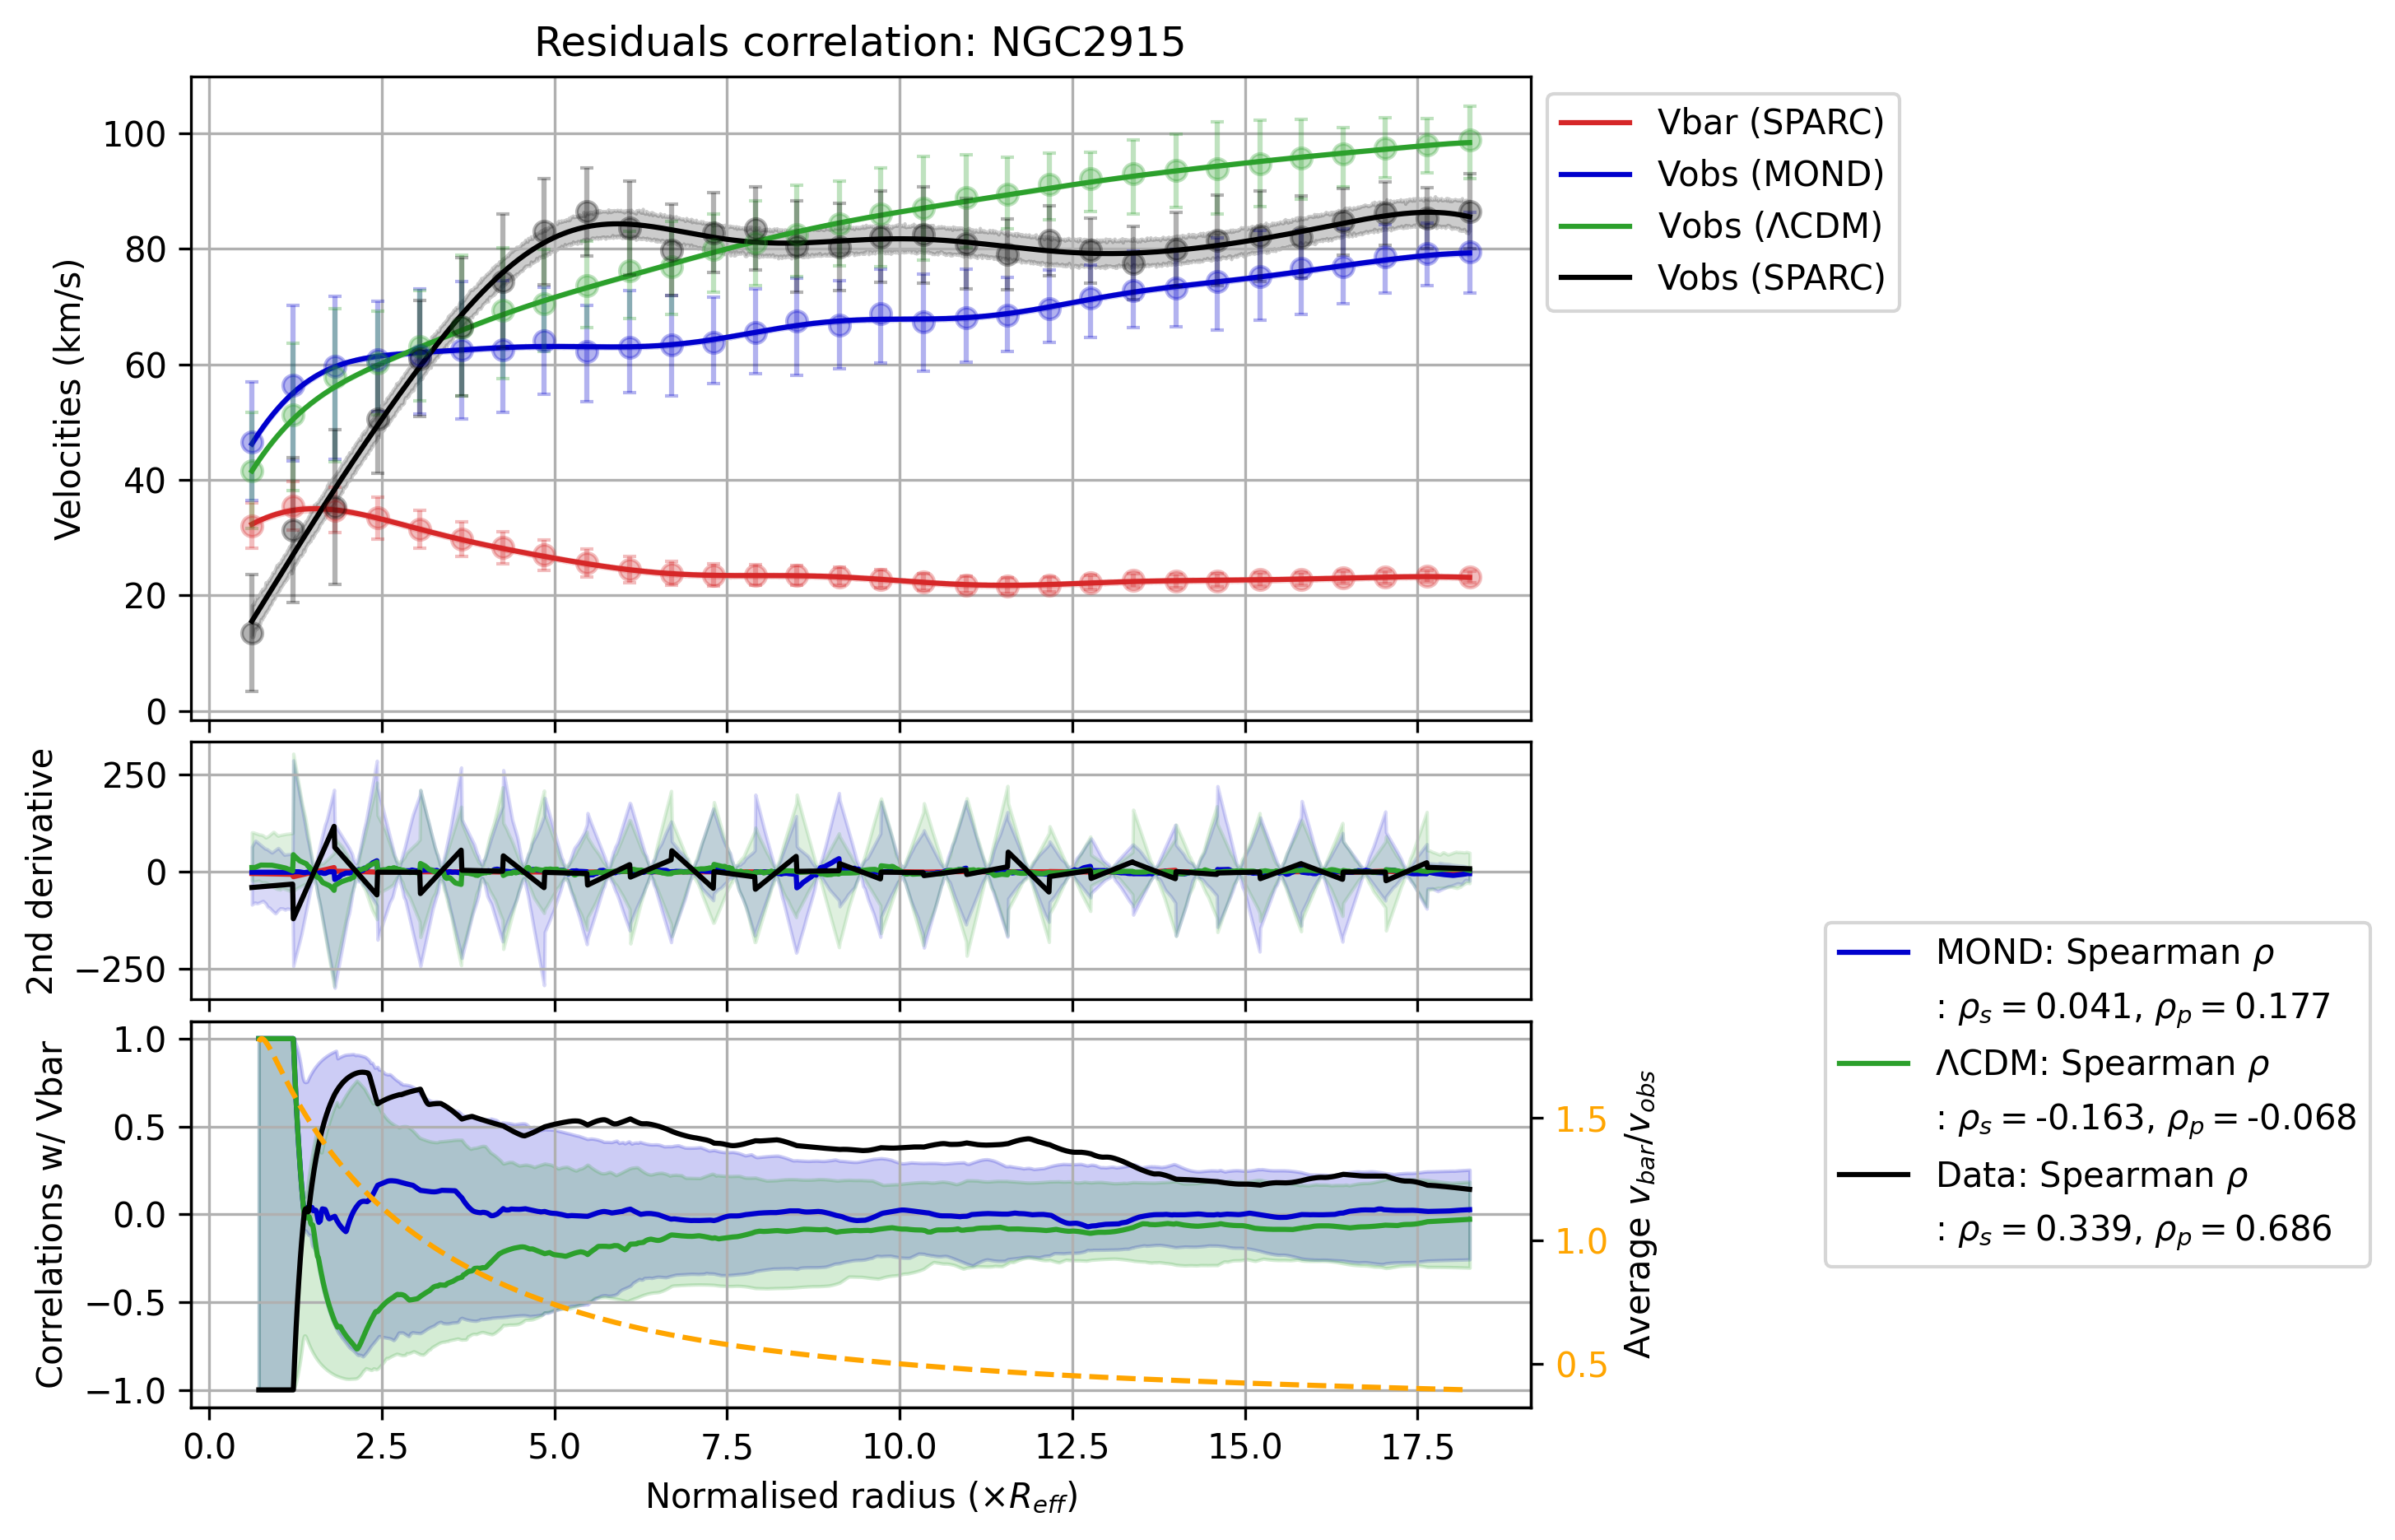 Residuals correlation: NGC2915
100
80
60
40
20
0
Velocities (km/s)
Vbar (SPARC)
Vobs (MOND)
Vobs (ΛCDM)
Vobs (SPARC)
250
0
−250
2nd derivative
1.0
0.5
0.0
−0.5
−1.0
Correlations w/ Vbar
1.5
1.0
0.5
Average v_bar/v_obs
MOND: Spearman ρ
: ρ_s = 0.041, ρ_p = 0.177
ΛCDM: Spearman ρ
: ρ_s = -0.163, ρ_p = -0.068
Data: Spearman ρ
: ρ_s = 0.339, ρ_p = 0.686
0.0 2.5 5.0 7.5 10.0 12.5 15.0 17.5
Normalised radius (×R_eff)